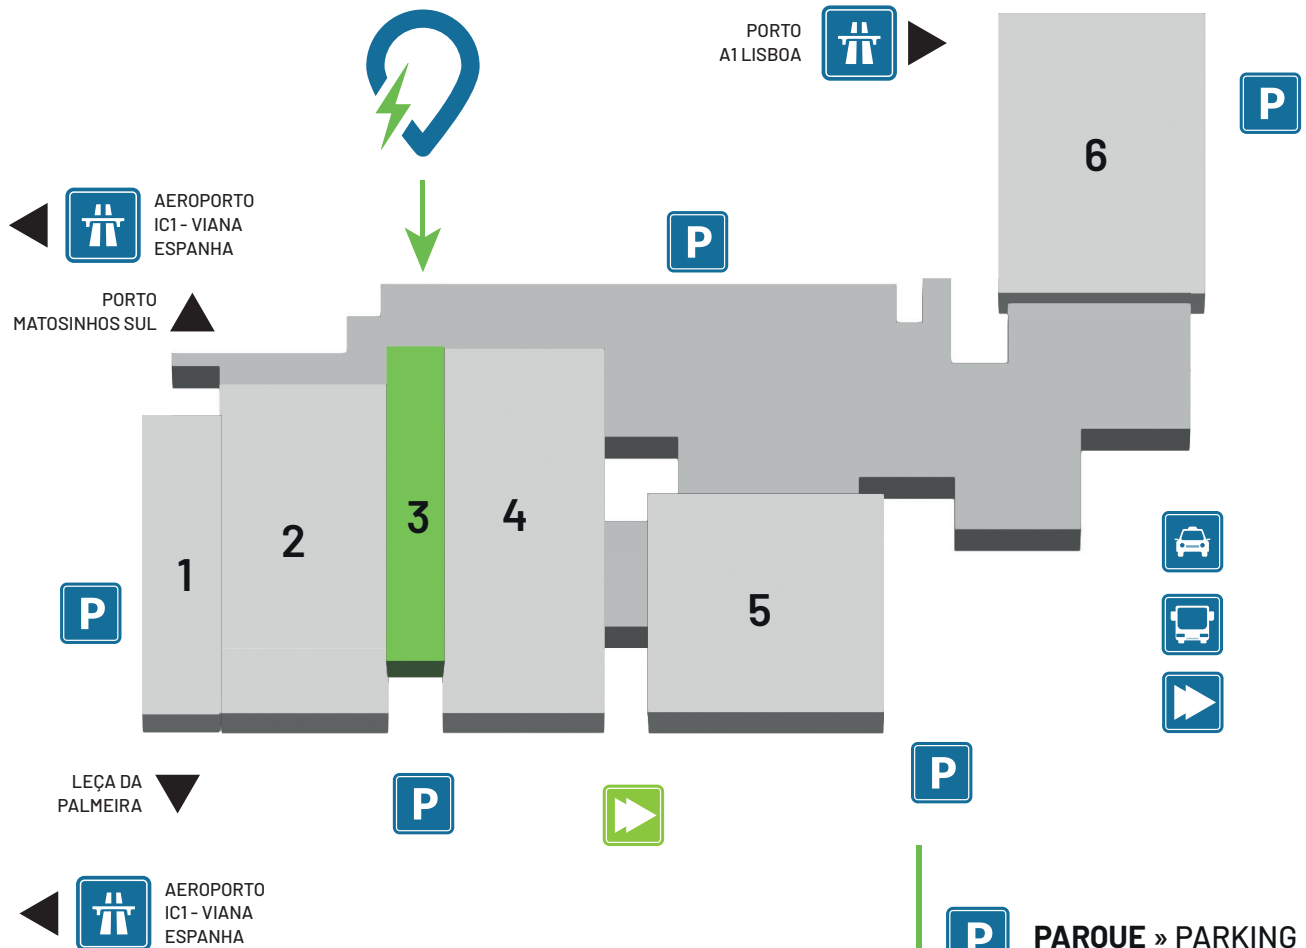 PORTO
A1 LISBOA
P
6
AEROPORTO
IC1 - VIANA
ESPANHA
P
PORTO
MATOSINHOS SUL
1
2
3
4
5
P
P
LEÇA DA
PALMEIRA
P
AEROPORTO
IC1 - VIANA
ESPANHA
P PARQUE » PARKING